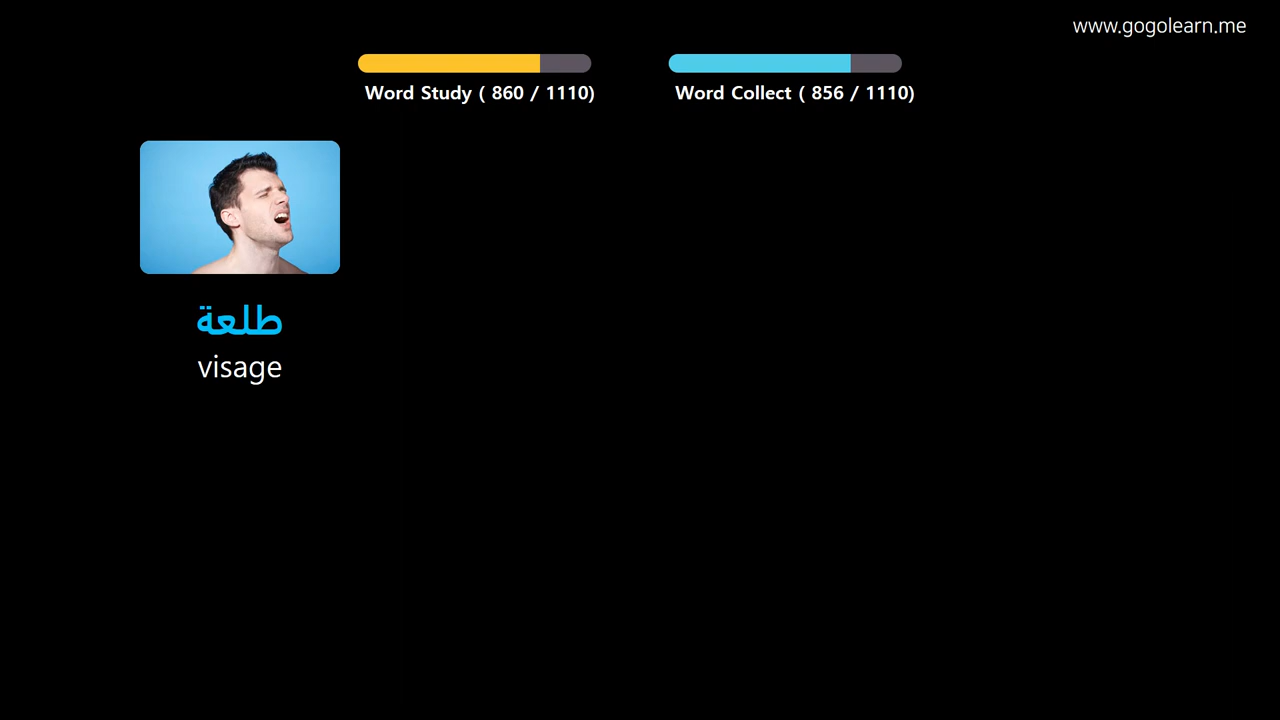 www.gogolearn.me
Word Study ( 860 / 1110)
Word Collect ( 856 / 1110)
طلعة
visage